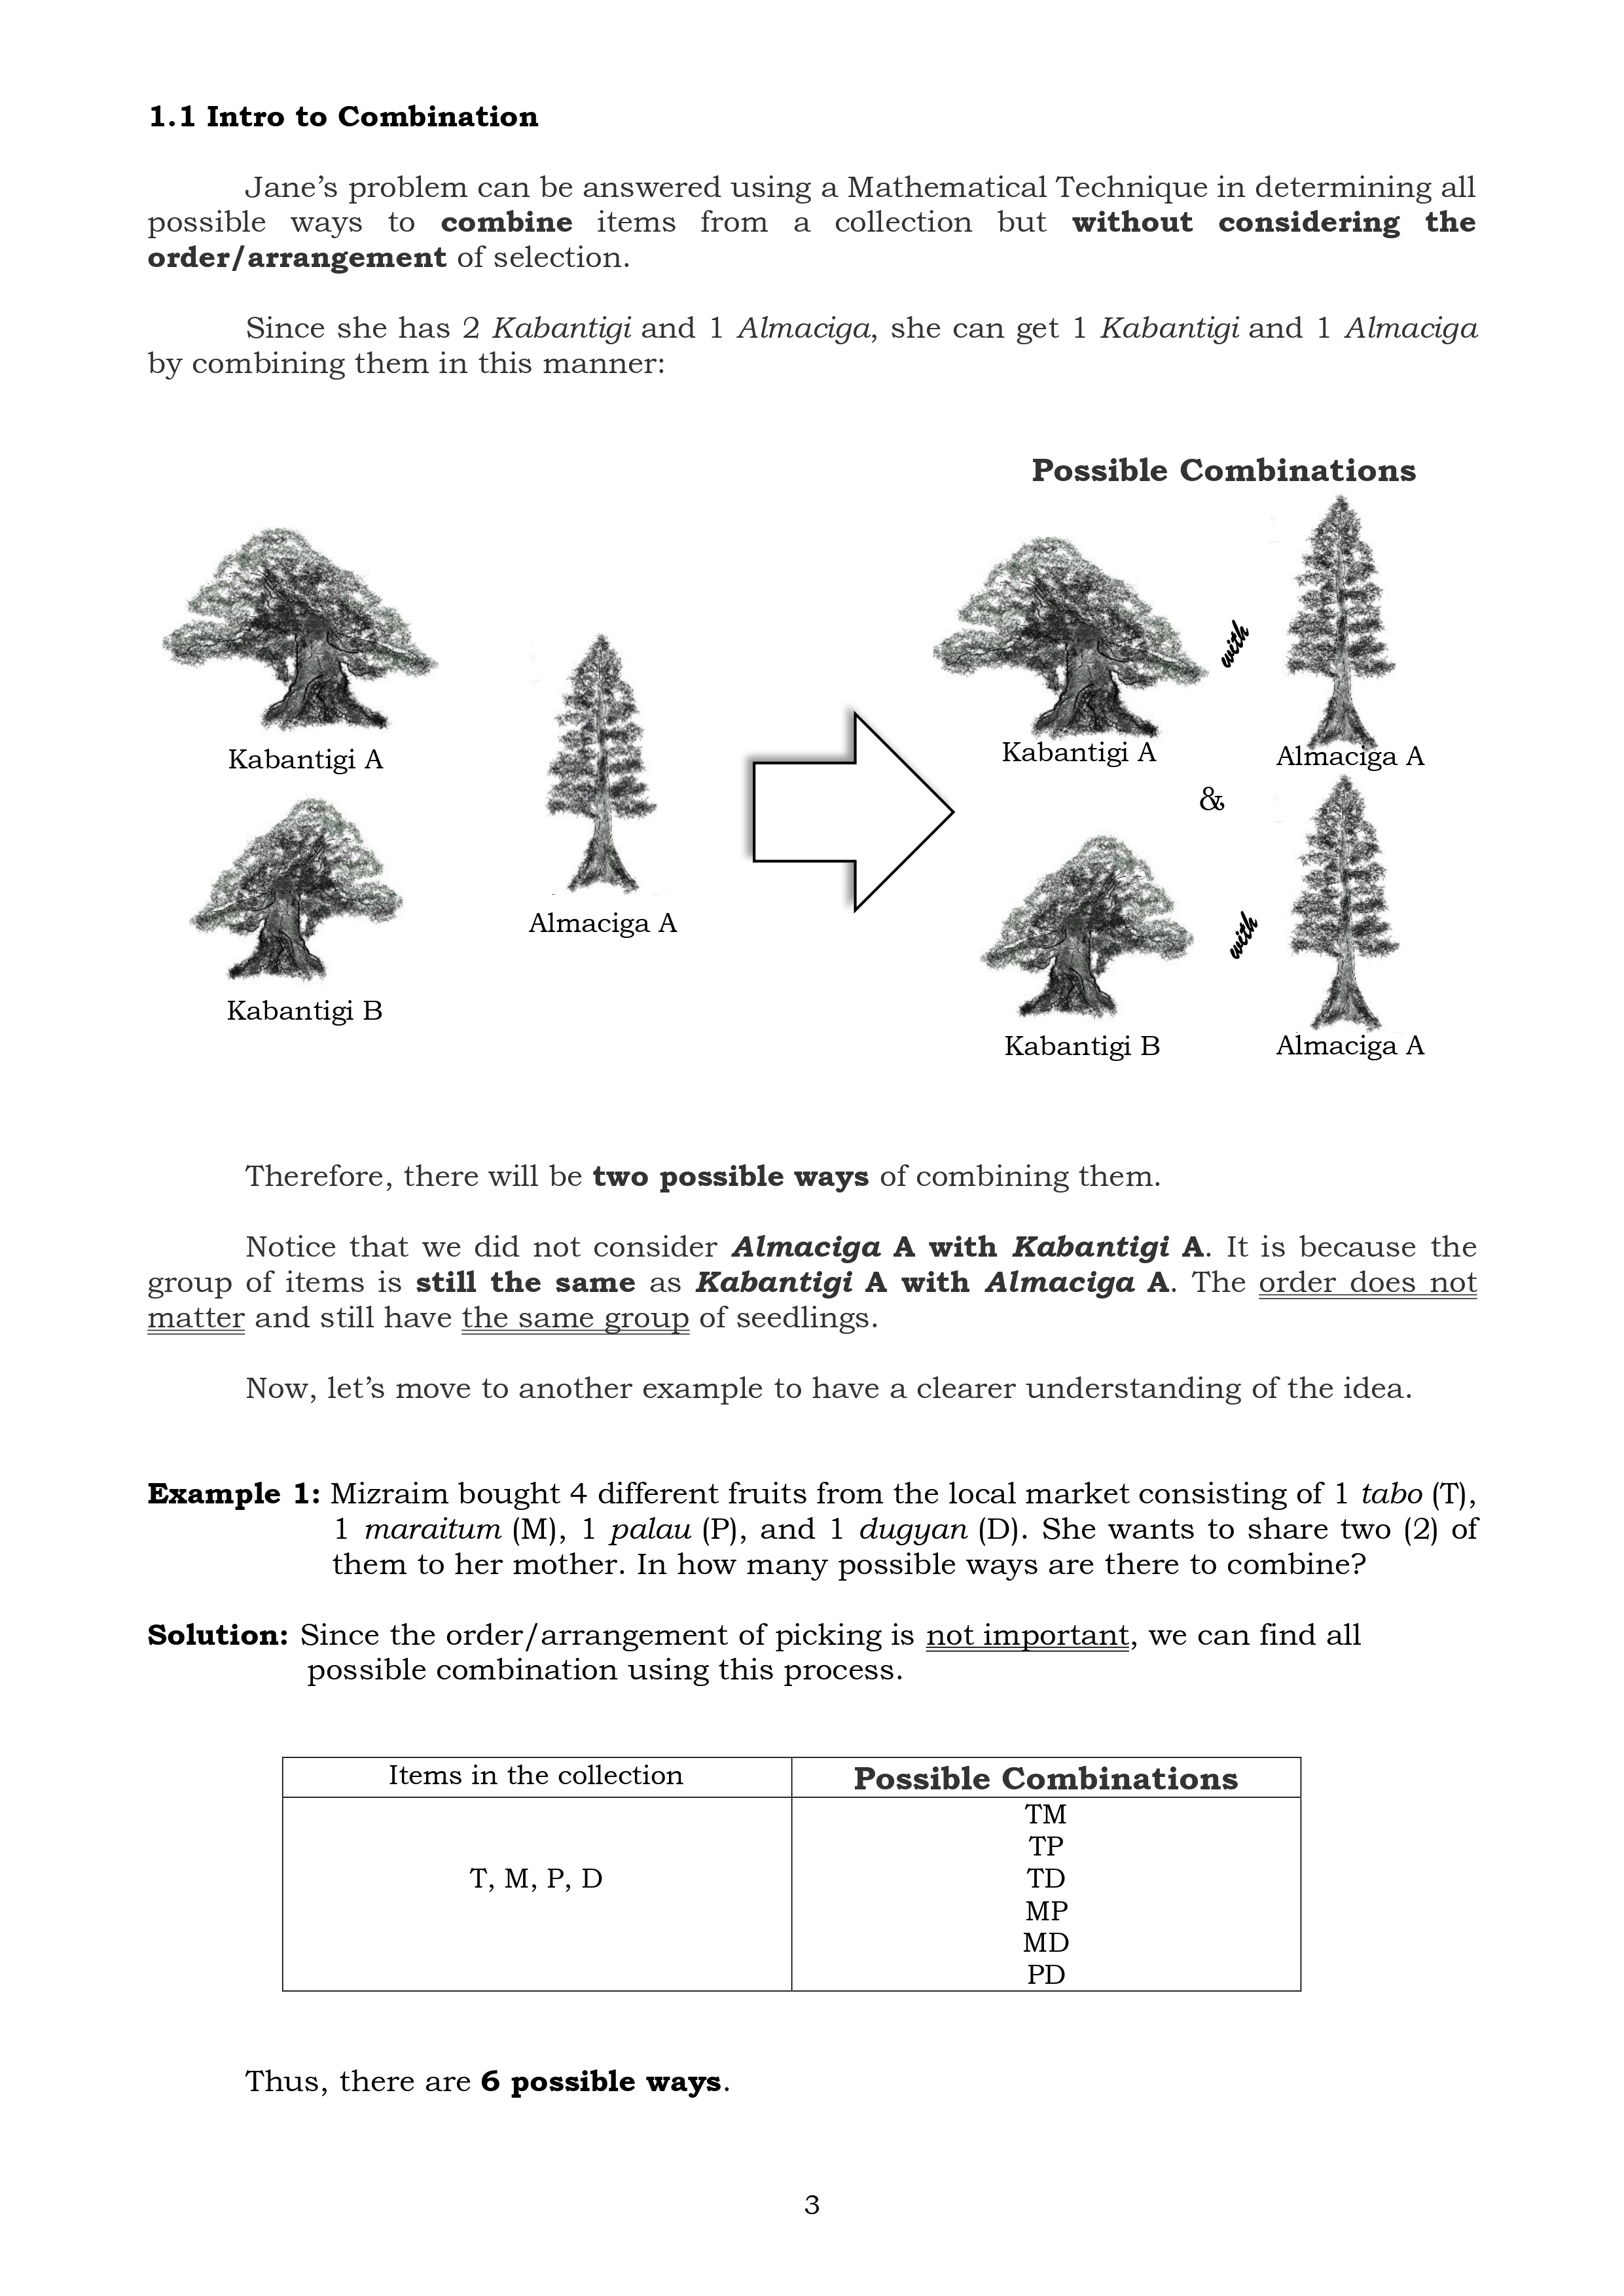 1.1 Intro to Combination
Jane's problem can be answered using a Mathematical Technique in determining all
possible ways to combine items from a collection but without considering the
order/arrangement of selection.
Since she has 2 Kabantigi and 1 Almaciga, she can get 1 Kabantigi and 1 Almaciga
by combining them in this manner:
Possible Combinations
Kabantigi A
Kabantigi B
Almaciga A
Kabantigi A
with
Almaciga A
&
Kabantigi B
with
Almaciga A
Therefore, there will be two possible ways of combining them.
Notice that we did not consider Almaciga A with Kabantigi A. It is because the
group of items is still the same as Kabantigi A with Almaciga A. The order does not
matter and still have the same group of seedlings.
Now, let's move to another example to have a clearer understanding of the idea.
Example 1: Mizraim bought 4 different fruits from the local market consisting of 1 tabo (T),
1 maraitum (M), 1 palau (P), and 1 dugyan (D). She wants to share two (2) of
them to her mother. In how many possible ways are there to combine?
Solution: Since the order/arrangement of picking is not important, we can find all
possible combination using this process.
Items in the collection
Possible Combinations
T, M, P, D
TM
TP
TD
MP
MD
PD
Thus, there are 6 possible ways.
3